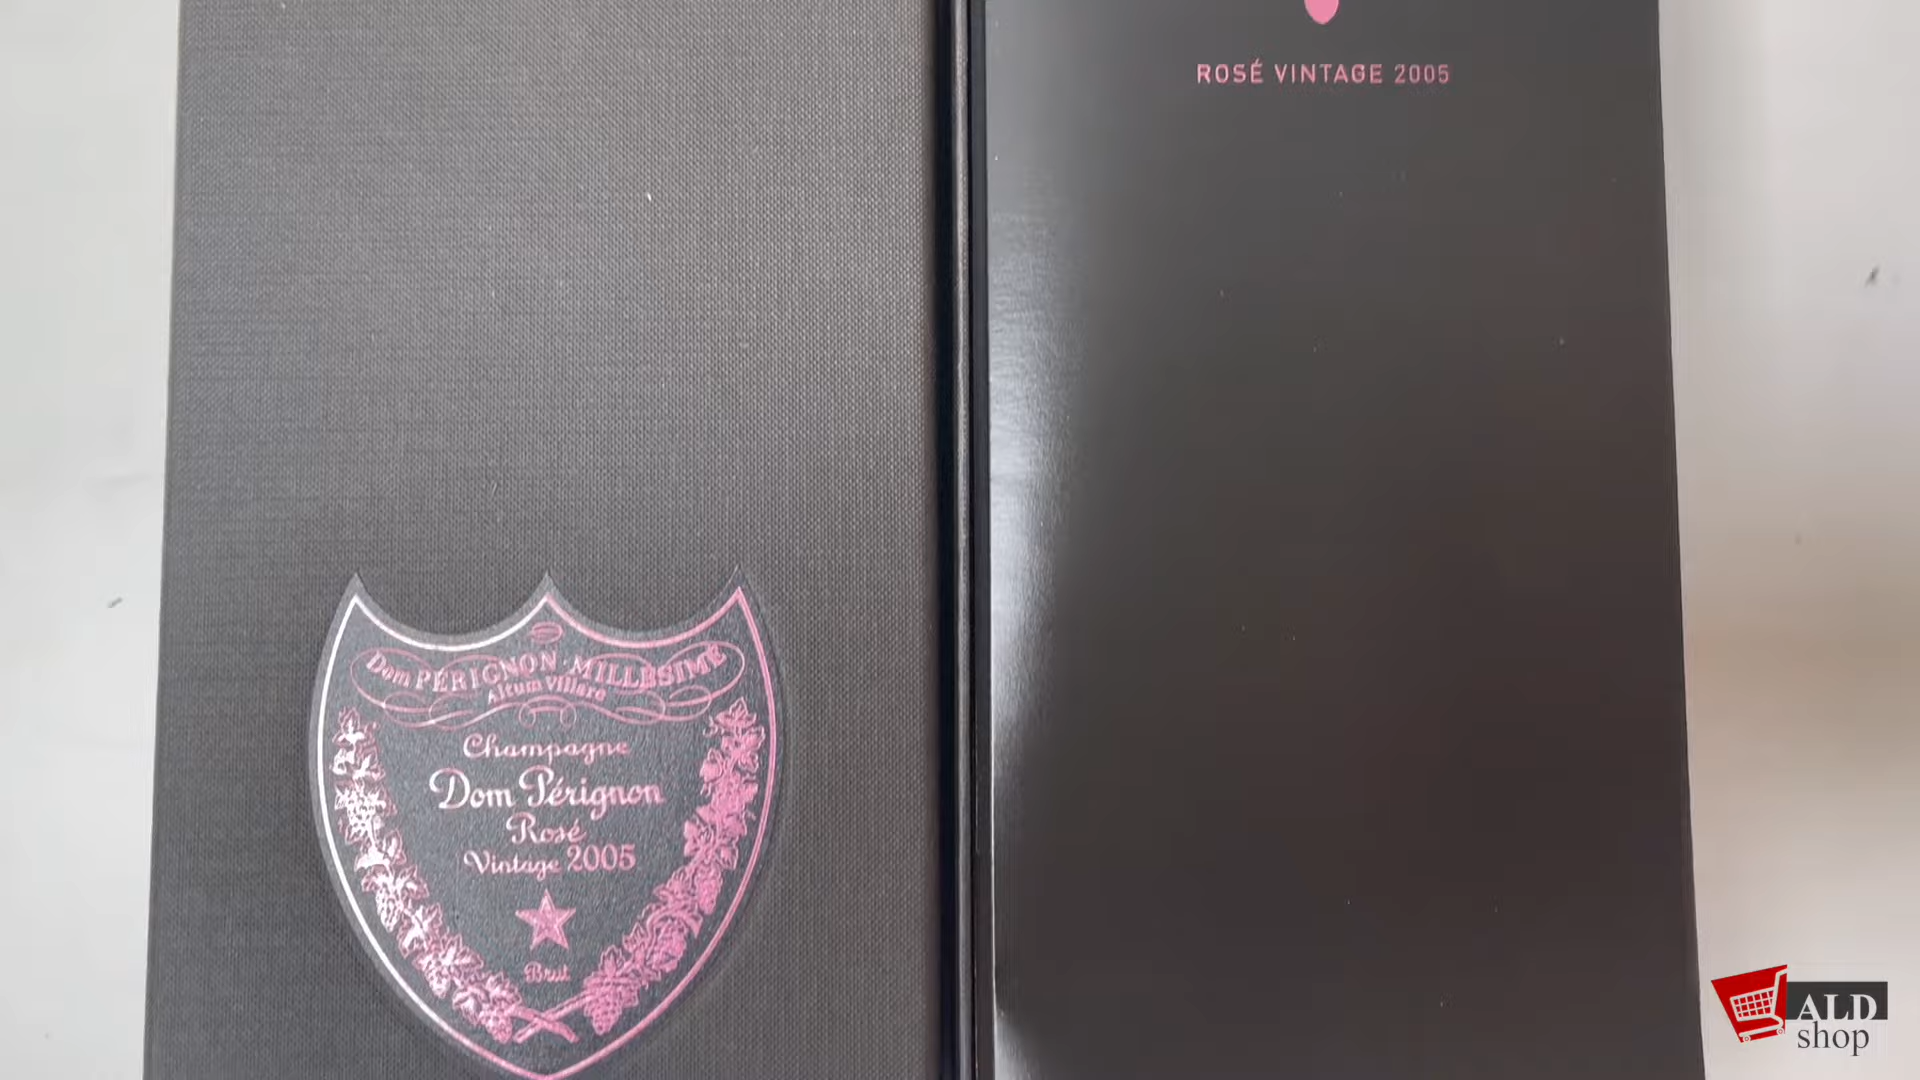 ROSÉ VINTAGE 2005
Dom PÉRIGNON · MILLÉSIME
Altum Villare
Champagne
Dom Pérignon
Rosé
Vintage 2005
Brut
ALD
shop